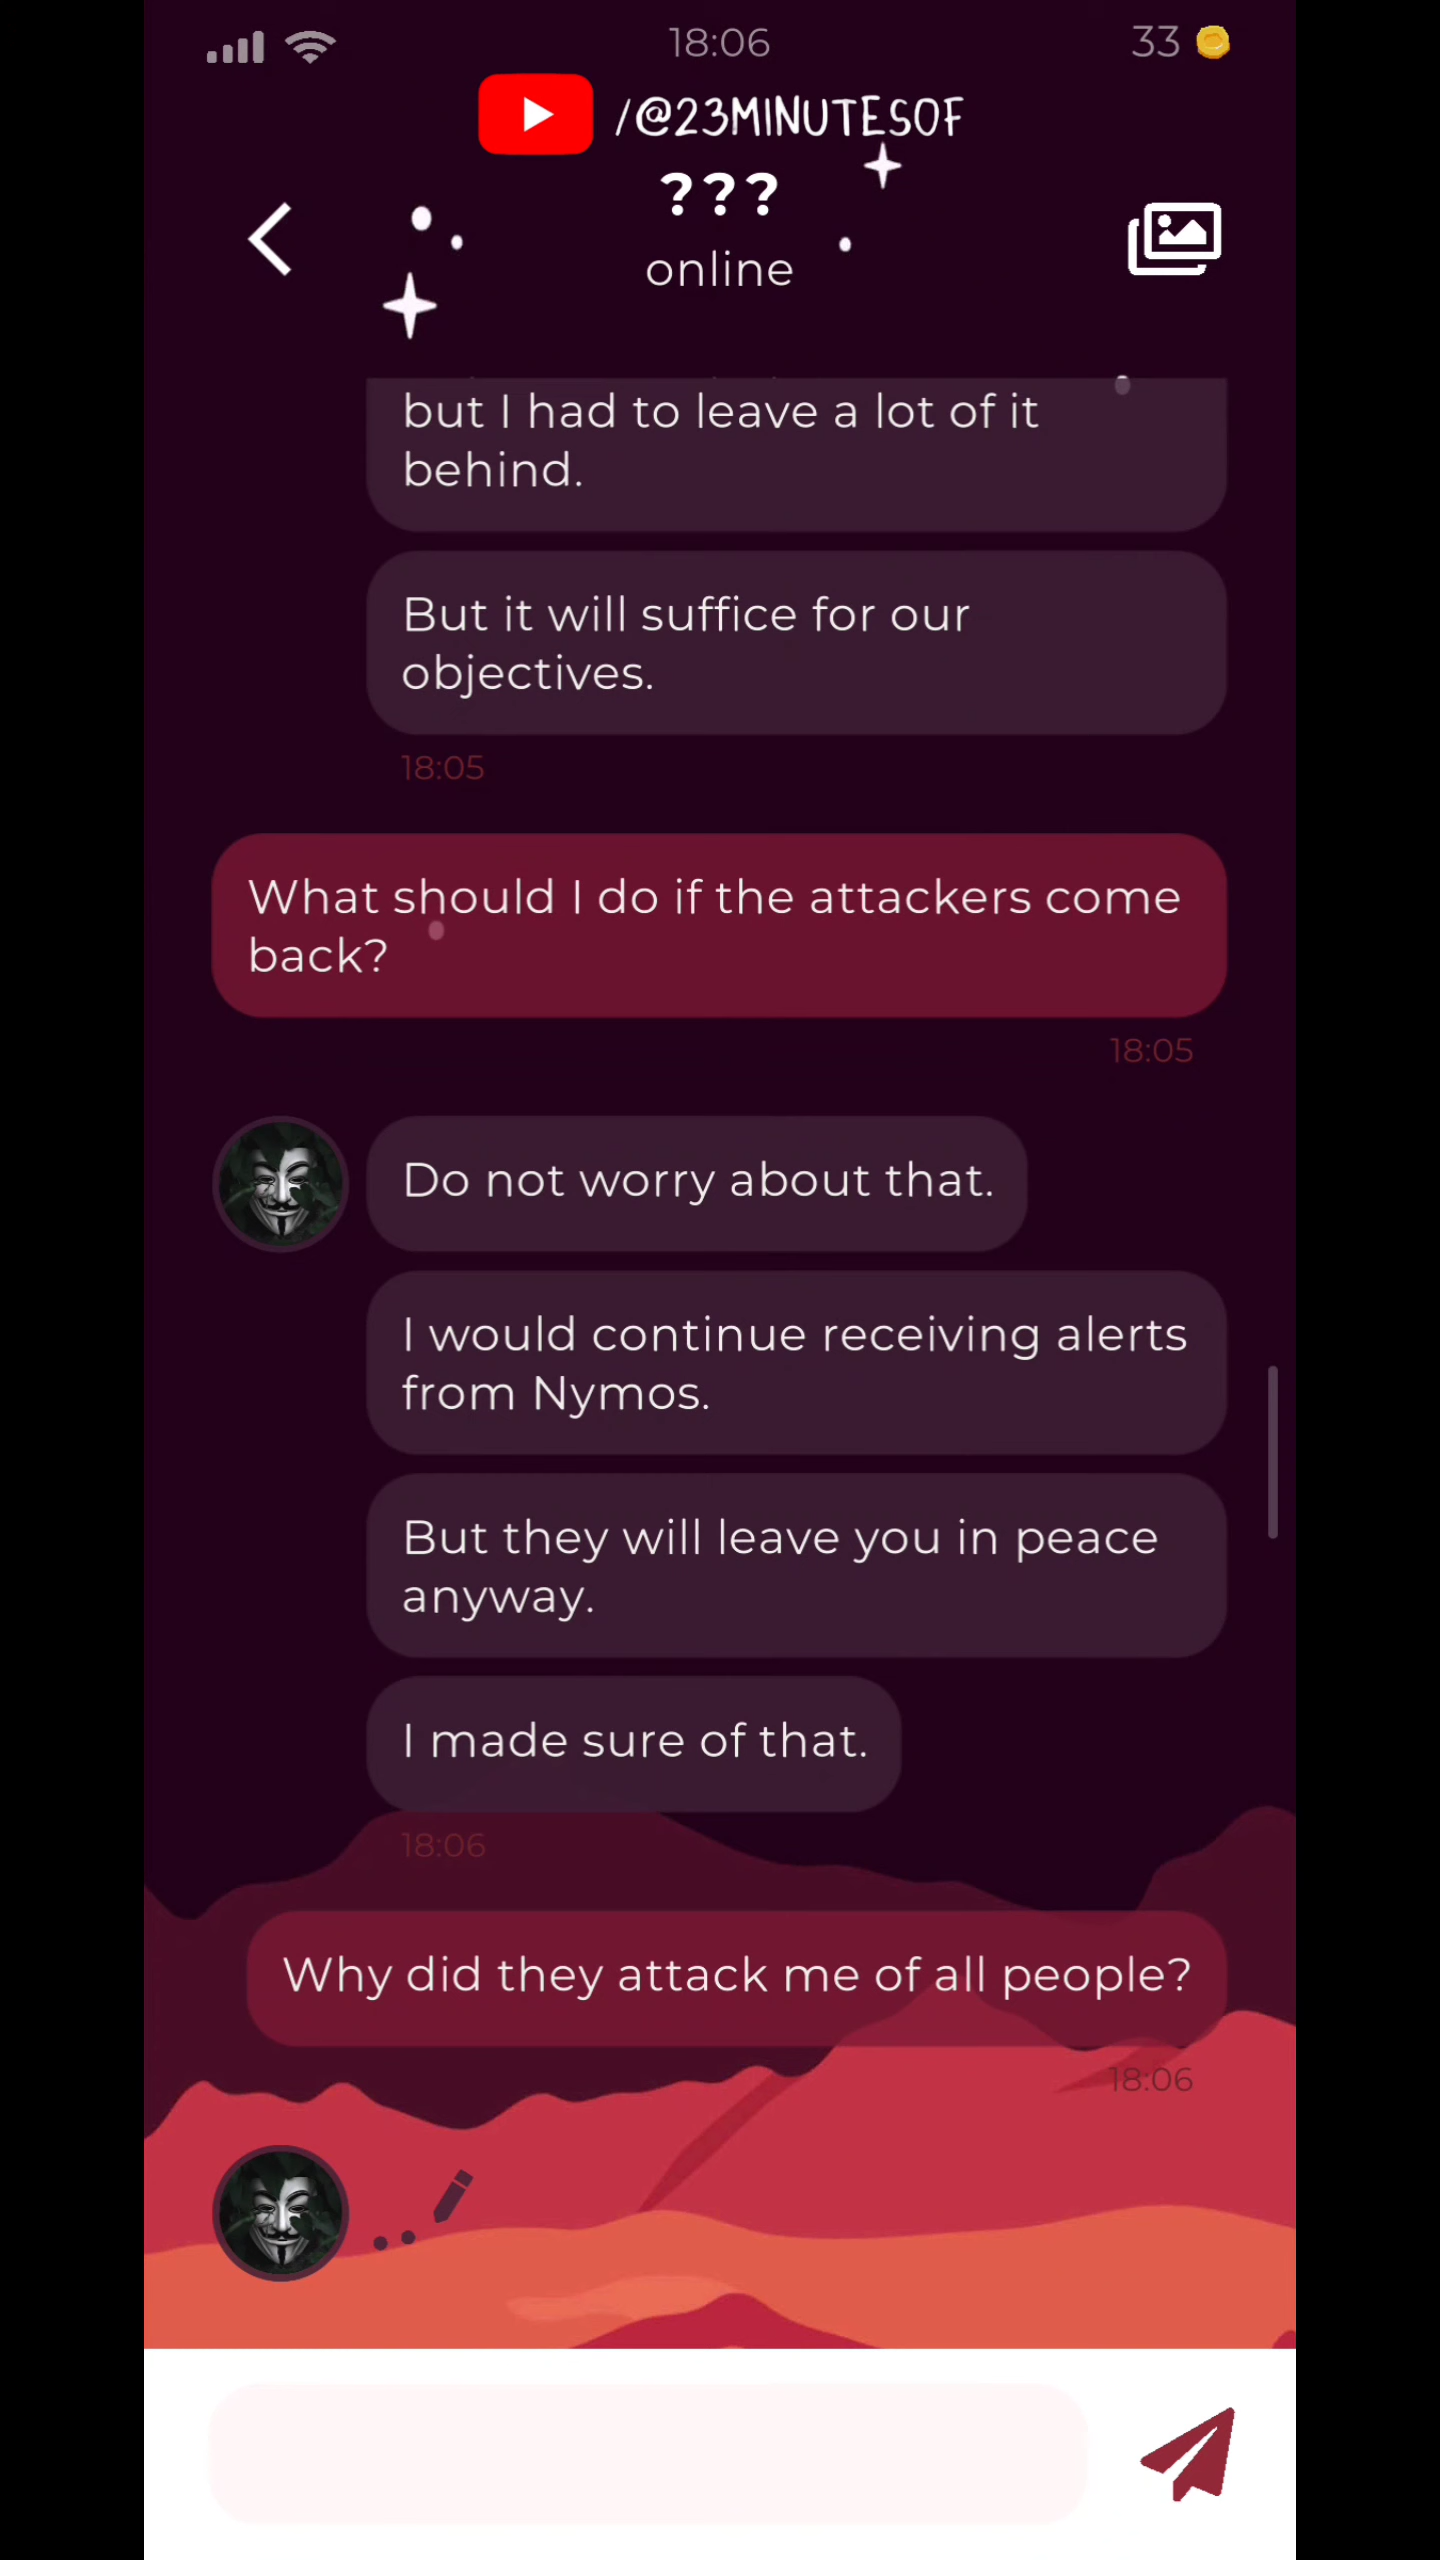 18:06
33
/@23MINUTESOF
???
online
but I had to leave a lot of it
behind.
But it will suffice for our
objectives.
18:05
What should I do if the attackers come
back?
18:05
Do not worry about that.
I would continue receiving alerts
from Nymos.
But they will leave you in peace
anyway.
I made sure of that.
18:06
Why did they attack me of all people?
18:06